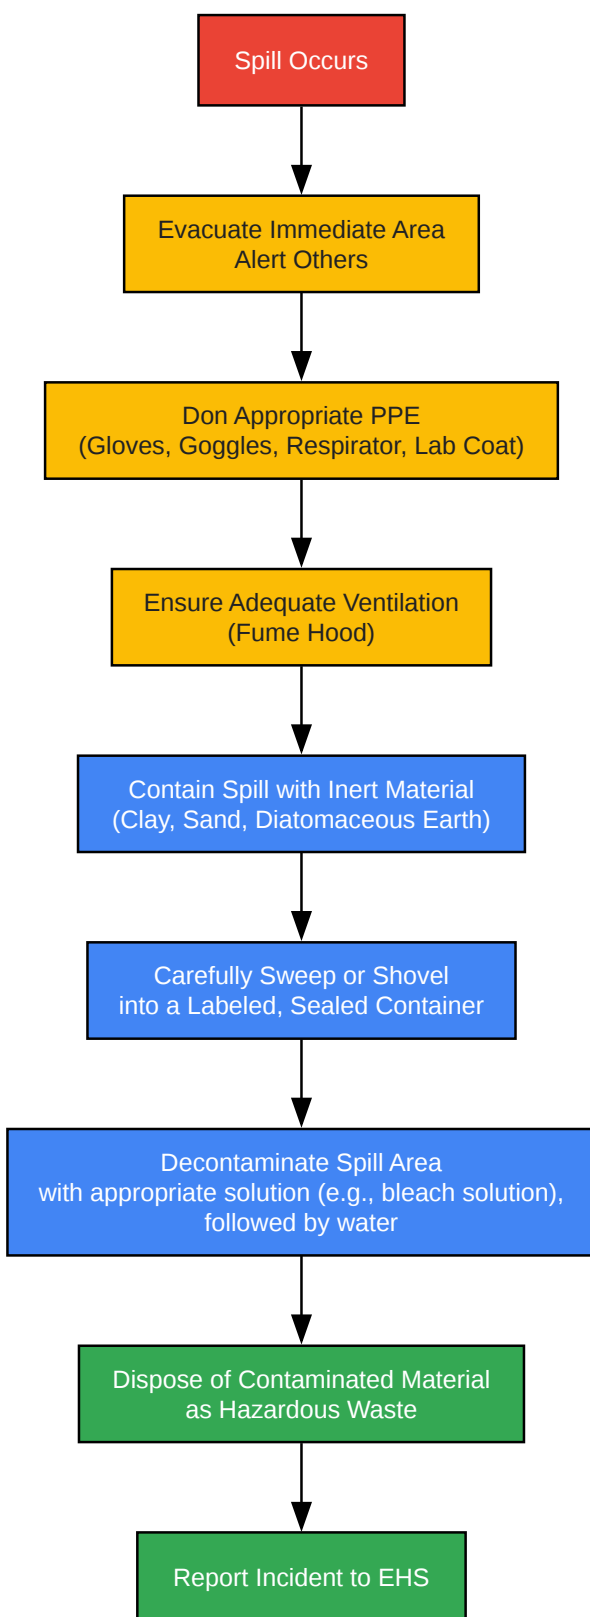 Spill Occurs
Evacuate Immediate Area
Alert Others
Don Appropriate PPE
(Gloves, Goggles, Respirator, Lab Coat)
Ensure Adequate Ventilation
(Fume Hood)
Contain Spill with Inert Material
(Clay, Sand, Diatomaceous Earth)
Carefully Sweep or Shovel
into a Labeled, Sealed Container
Decontaminate Spill Area
with appropriate solution (e.g., bleach solution),
followed by water
Dispose of Contaminated Material
as Hazardous Waste
Report Incident to EHS